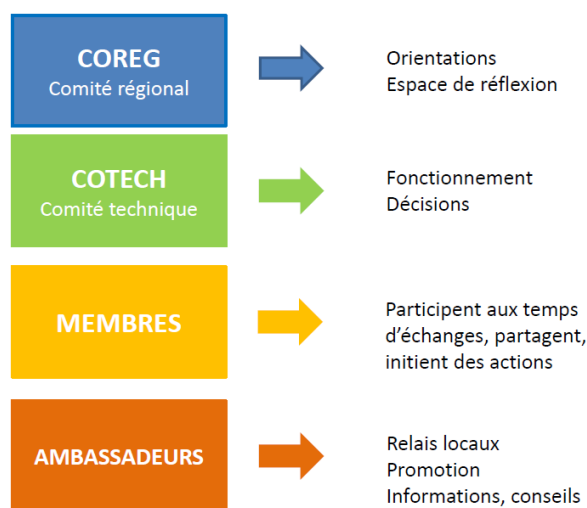 COREG
Comité régional
Orientations
Espace de réflexion
COTECH
Comité technique
Fonctionnement
Décisions
MEMBRES
Participent aux temps
d’échanges, partagent,
initient des actions
AMBASSADEURS
Relais locaux
Promotion
Informations, conseils